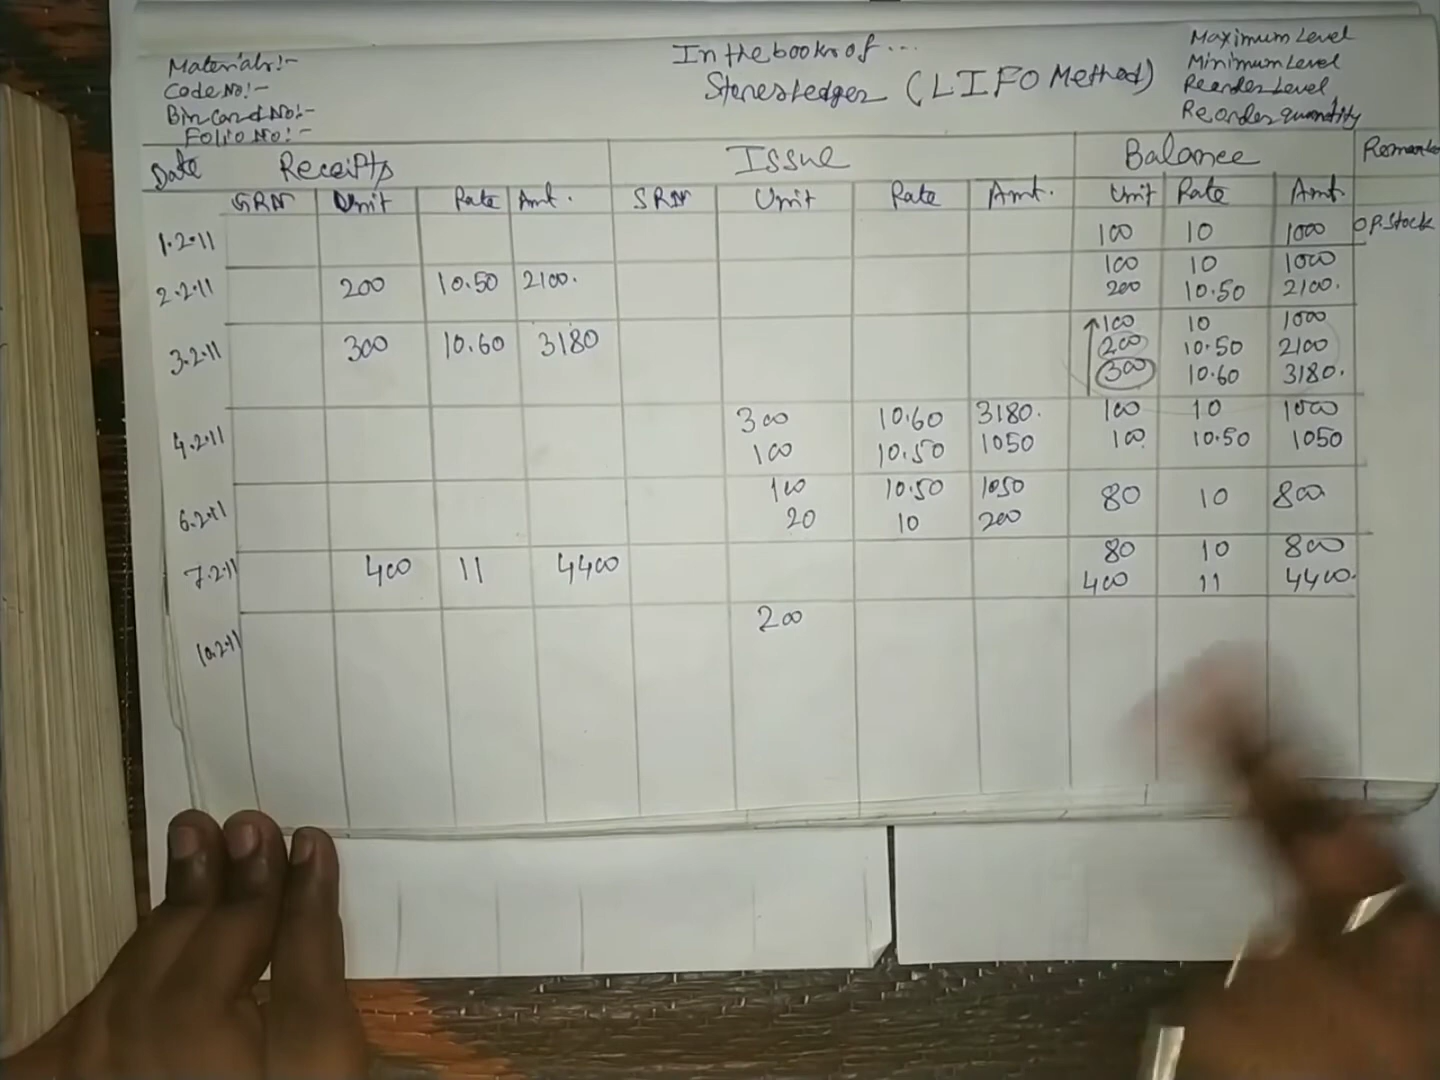 Materials:-
Code No:-
Bin Card No:-
Folio No:-
In the books of ...
Stores Ledger (LIFO Method)
Maximum Level
Minimum Level
Reorder Level
Reorder quantity
Date Receipts Issue Balance Remarks
GRN Unit Rate Amt. SRN Unit Rate Amt. Unit Rate Amt.
1.2.11 100 10 1000 OP.Stock
2.2.11 200 10.50 2100. 100 10 1000
200 10.50 2100.
3.2.11 300 10.60 3180 100 10 1000
200 10.50 2100
300 10.60 3180.
4.2.11 300 10.60 3180. 100 10 1000
100 10.50 1050 100 10.50 1050
6.2.11 100 10.50 1050 80 10 800
20 10 200
7.2.11 400 11 4400 80 10 800
400 11 4400.
10.2.11 200